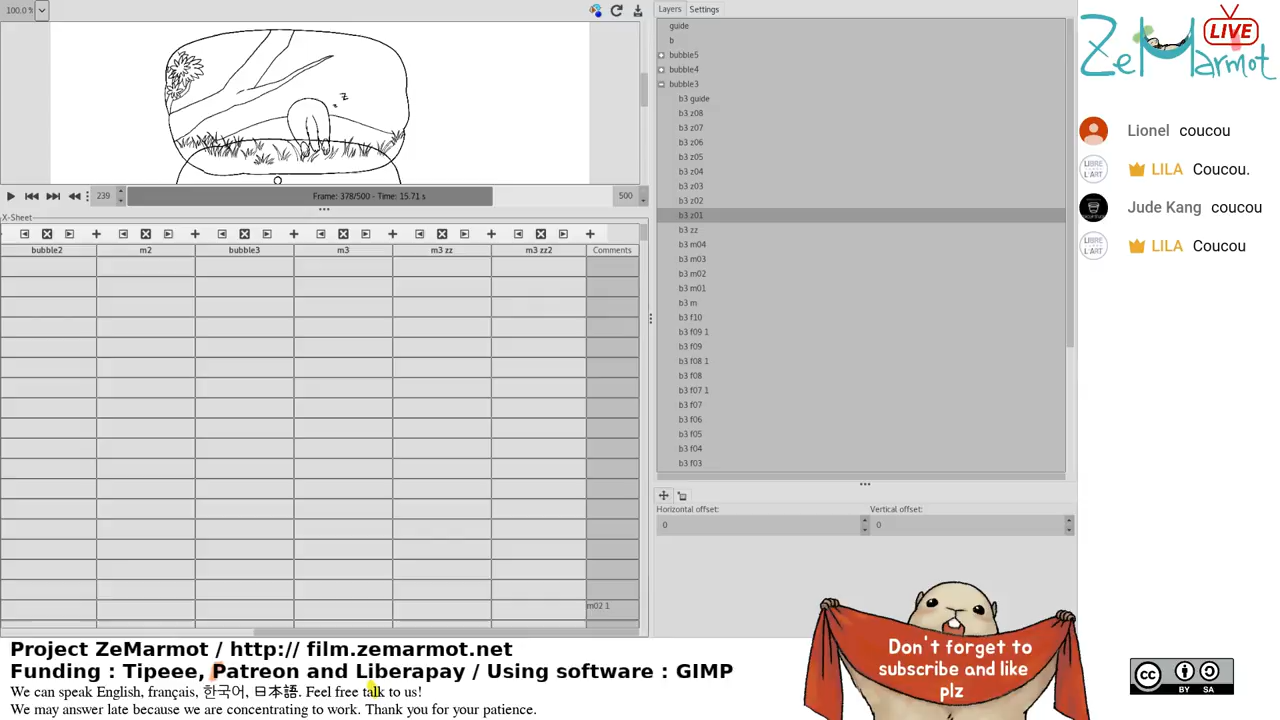 100.0 %
Z
Frame: 378/500 - Time: 15.71 s
239
500
X-Sheet
bubble2 m2 bubble3 m3 m3 zz m3 zz2 Comments
m02 1
Layers Settings
guide
b
bubble5
bubble4
bubble3
b3 guide
b3 z08
b3 z07
b3 z06
b3 z05
b3 z04
b3 z03
b3 z02
b3 z01
b3 zz
b3 m04
b3 m03
b3 m02
b3 m01
b3 m
b3 f10
b3 f09 1
b3 f09
b3 f08 1
b3 f08
b3 f07 1
b3 f07
b3 f06
b3 f05
b3 f04
b3 f03
Horizontal offset: Vertical offset:
0 0
ZeMarmot LIVE
Lionel coucou
LILA Coucou.
Jude Kang coucou
LILA Coucou
Don't forget to
subscribe and like
plz
Project ZeMarmot / http:// film.zemarmot.net
Funding : Tipeee, Patreon and Liberapay / Using software : GIMP
We can speak English, français, 한국어, 日本語. Feel free talk to us!
We may answer late because we are concentrating to work. Thank you for your patience.
CC BY SA